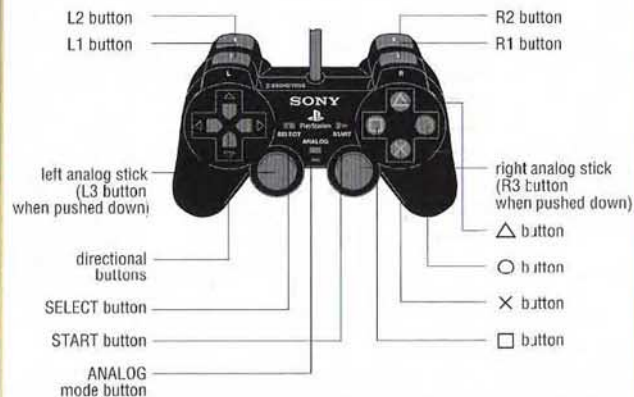 L2 button
L1 button
R2 button
R1 button
SONY
PlayStation
SELECT
START
ANALOG
L
R
left analog stick
(L3 button
when pushed down)
right analog stick
(R3 button
when pushed down)
directional
buttons
SELECT button
START button
ANALOG
mode button
△ button
○ button
✕ button
□ button